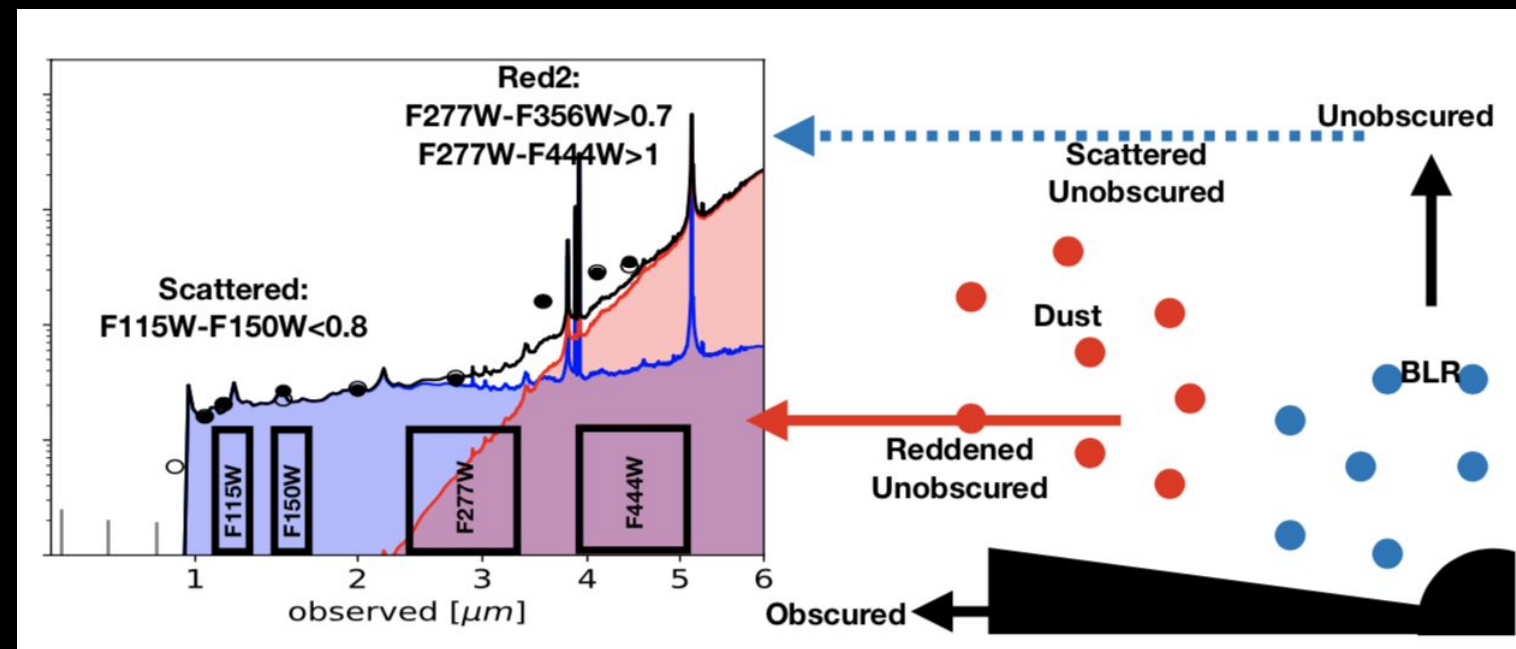 Red2:
F277W-F356W>0.7
F277W-F444W>1
Scattered:
F115W-F150W<0.8
F115W
F150W
F277W
F444W
1 2 3 4 5 6
observed [μm]
Unobscured
Scattered
Unobscured
Dust
BLR
Reddened
Unobscured
Obscured